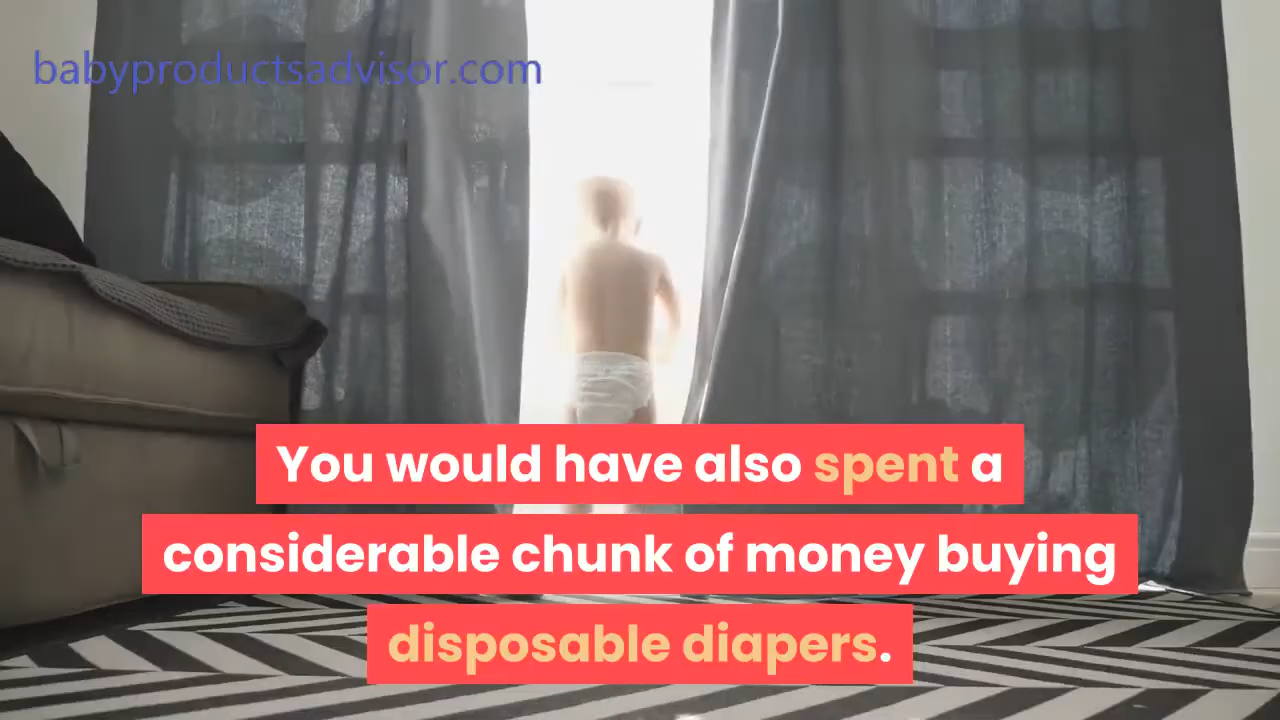 babyproductsadvisor.com
You would have also spent a
considerable chunk of money buying
disposable diapers.